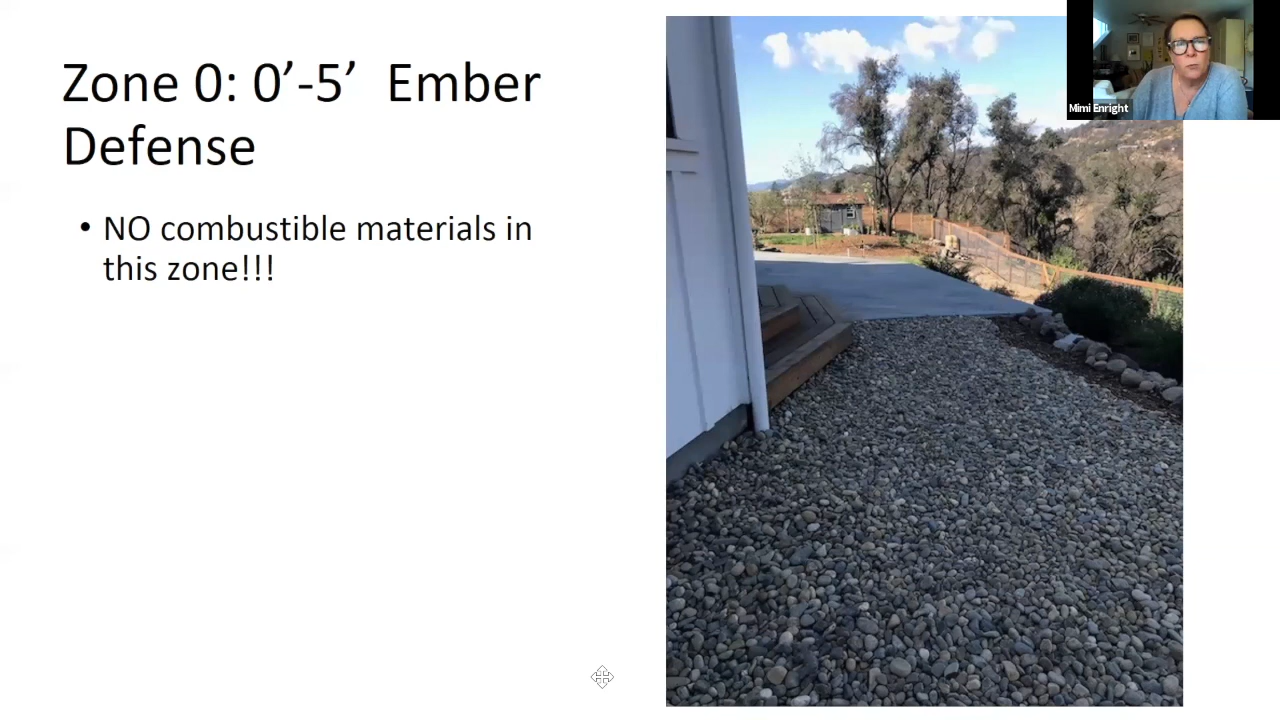 Zone 0: 0’-5’  Ember
Defense
• NO combustible materials in
this zone!!!
Mimi Enright